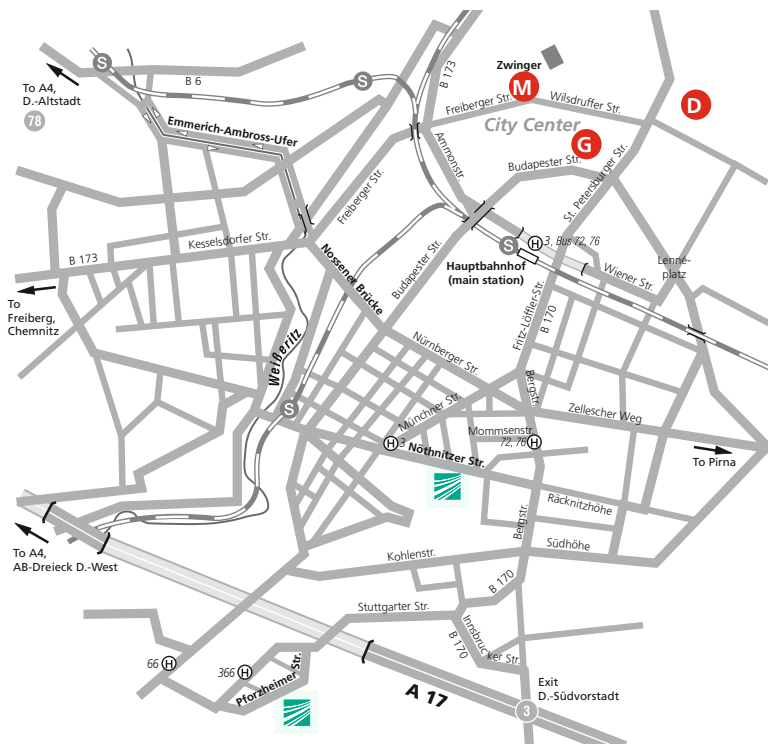 S
B 6
S
B 173
Zwinger
M
D
To A4,
D.-Altstadt
78
Emmerich-Ambross-Ufer
Freiberger Str.
Wilsdruffer Str.
City Center
G
Ammonstr.
Budapester Str.
St. Petersburger Str.
Freiberger Str.
Kesselsdorfer Str.
B 173
To
Freiberg,
Chemnitz
Nossener Brücke
Budapester Str.
S
H
3, Bus 72, 76
Hauptbahnhof
(main station)
Wiener Str.
Lenné-
platz
Fritz-Löffler-Str.
B 170
Weißeritz
Nürnberger Str.
Bergstr.
S
Münchner Str.
Zellescher Weg
Mommsenstr.
72, 76
H
H
3
Nöthnitzer Str.
To Pirna
Räcknitzhöhe
Bergstr.
Südhöhe
To A4,
AB-Dreieck D.-West
Kohlenstr.
B 170
Stuttgarter Str.
Innsbrucker Str.
B 170
66
H
366
H
Pforzheimer Str.
A 17
Exit
D.-Südvorstadt
3